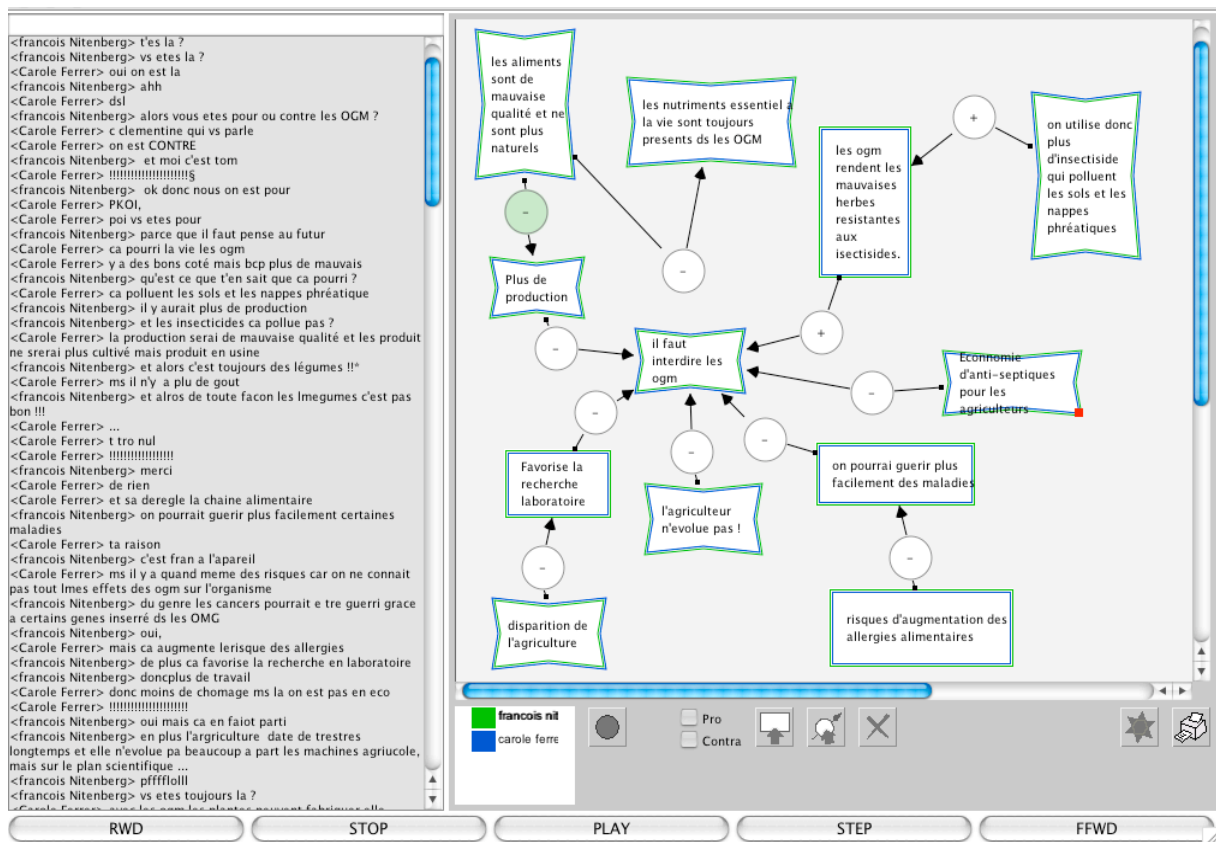 <francois Nitenberg> t'es la ?
<francois Nitenberg> vs etes la ?
<Carole Ferrer> oui on est la
<francois Nitenberg> ahh
<Carole Ferrer> dsl
<francois Nitenberg> alors vous etes pour ou contre les OGM ?
<Carole Ferrer> c clementine qui vs parle
<Carole Ferrer> on est CONTRE
<francois Nitenberg>  et moi c'est tom
<Carole Ferrer> !!!!!!!!!!!!!!!!!!!!!!§
<francois Nitenberg>  ok donc nous on est pour
<Carole Ferrer> PKOI,
<Carole Ferrer> poi vs etes pour
<francois Nitenberg> parce que il faut pense au futur
<Carole Ferrer> ca pourri la vie les ogm
<Carole Ferrer> y a des bons coté mais bcp plus de mauvais
<francois Nitenberg> qu'est ce que t'en sait que ca pourri ?
<Carole Ferrer> ca polluent les sols et les nappes phréatique
<francois Nitenberg> il y aurait plus de production
<francois Nitenberg> et les insecticides ca pollue pas ?
<Carole Ferrer> la production serai de mauvaise qualité et les produit
ne srerai plus cultivé mais produit en usine
<francois Nitenberg> et alors c'est toujours des légumes !!*
<Carole Ferrer> ms il n'y  a plu de gout
<francois Nitenberg> et alros de toute facon les lmegumes c'est pas
bon !!!
<Carole Ferrer> ...
<Carole Ferrer> t tro nul
<Carole Ferrer> !!!!!!!!!!!!!!!!!!
<francois Nitenberg> merci
<Carole Ferrer> de rien
<Carole Ferrer> et sa deregle la chaine alimentaire
<francois Nitenberg> on pourrait guerir plus facilement certaines
maladies
<Carole Ferrer> ta raison
<francois Nitenberg> c'est fran a l'apareil
<Carole Ferrer> ms il y a quand meme des risques car on ne connait
pas tout lmes effets des ogm sur l'organisme
<francois Nitenberg> du genre les cancers pourrait e tre guerri grace
a certains genes inserré ds les OMG
<francois Nitenberg> oui,
<Carole Ferrer> mais ca augmente lerisque des allergies
<francois Nitenberg> de plus ca favorise la recherche en laboratoire
<francois Nitenberg> doncplus de travail
<Carole Ferrer> donc moins de chomage ms la on est pas en eco
<Carole Ferrer> !!!!!!!!!!!!!!!!!!!!!!
<francois Nitenberg> oui mais ca en faiot parti
<francois Nitenberg> en plus l'argriculture  date de trestres
longtemps et elle n'evolue pa beaucoup a part les machines agriucole,
mais sur le plan scientifique ...
<francois Nitenberg> pfffflolll
<francois Nitenberg> vs etes toujours la ?
les aliments
sont de
mauvaise
qualité et ne
sont plus
naturels
les nutriments essentiel a
la vie sont toujours
presents ds les OGM
les ogm
rendent les
mauvaises
herbes
resistantes
aux
isectisides.
+
on utilise donc
plus
d'insectiside
qui polluent
les sols et les
nappes
phréatiques
-
-
Plus de
production
-
il faut
interdire les
ogm
+
-
Economie
d'anti-septiques
pour les
agriculteurs
-
-
-
Favorise la
recherche
laboratoire
l'agriculteur
n'evolue pas !
on pourrai guerir plus
facilement des maladies
-
-
disparition de
l'agriculture
risques d'augmentation des
allergies alimentaires
francois nit
carole ferre
Pro
Contra
RWD
STOP
PLAY
STEP
FFWD